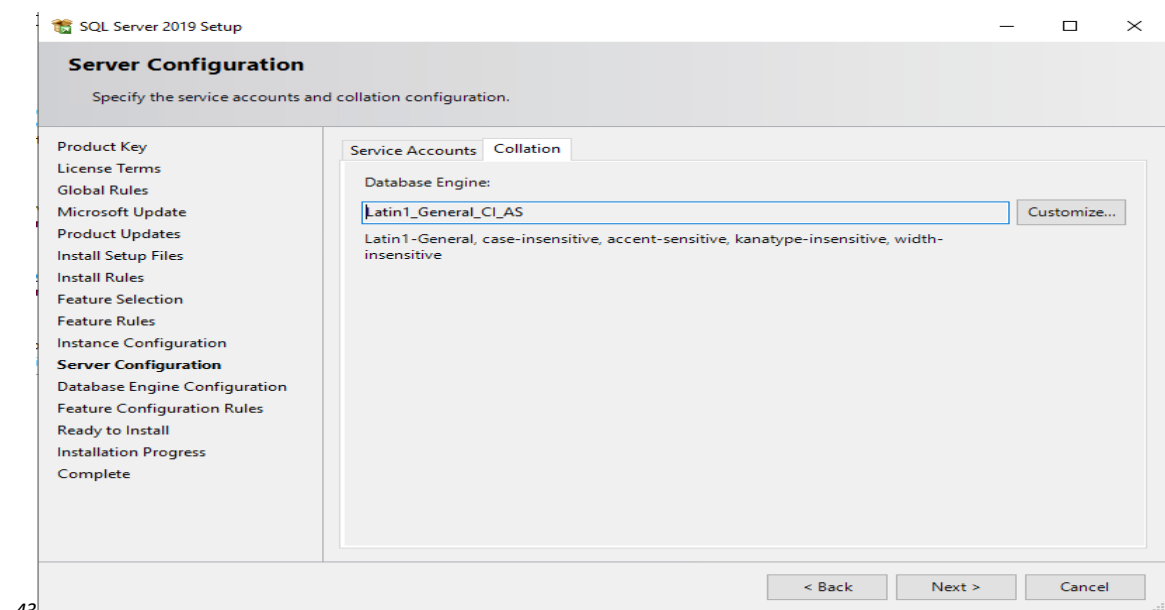 SQL Server 2019 Setup
Server Configuration
Specify the service accounts and collation configuration.
Product Key
License Terms
Global Rules
Microsoft Update
Product Updates
Install Setup Files
Install Rules
Feature Selection
Feature Rules
Instance Configuration
Server Configuration
Database Engine Configuration
Feature Configuration Rules
Ready to Install
Installation Progress
Complete
Service Accounts Collation
Database Engine:
Latin1_General_CI_AS Customize...
Latin1-General, case-insensitive, accent-sensitive, kanatype-insensitive, width-
insensitive
< Back Next > Cancel